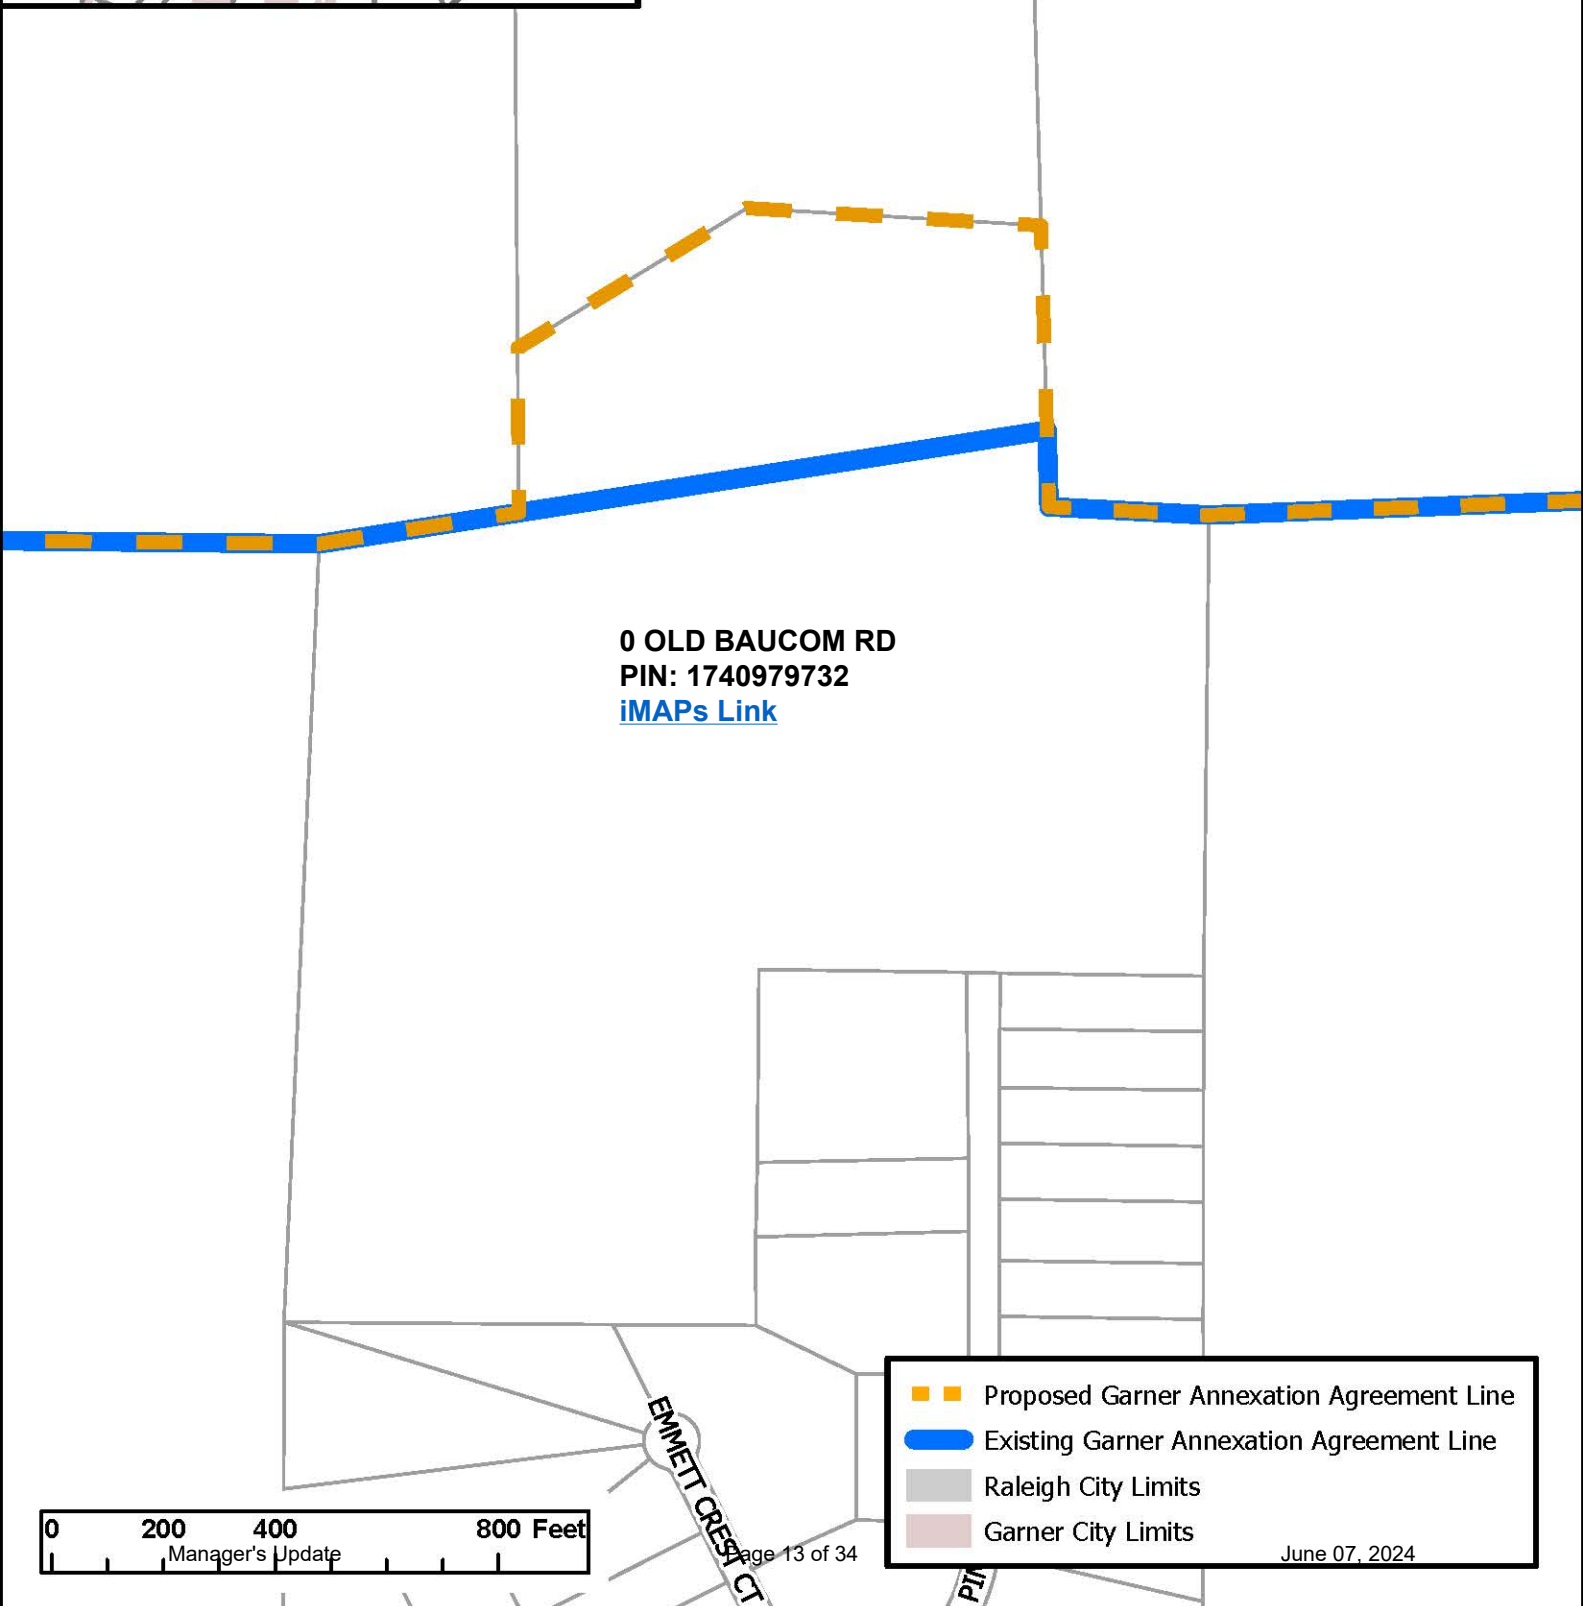 0 OLD BAUCOM RD
PIN: 1740979732
iMAPs Link
EMMETT CREST CT
Proposed Garner Annexation Agreement Line
Existing Garner Annexation Agreement Line
Raleigh City Limits
Garner City Limits
0 200 400 800 Feet
Manager's Update
Page 13 of 34
June 07, 2024